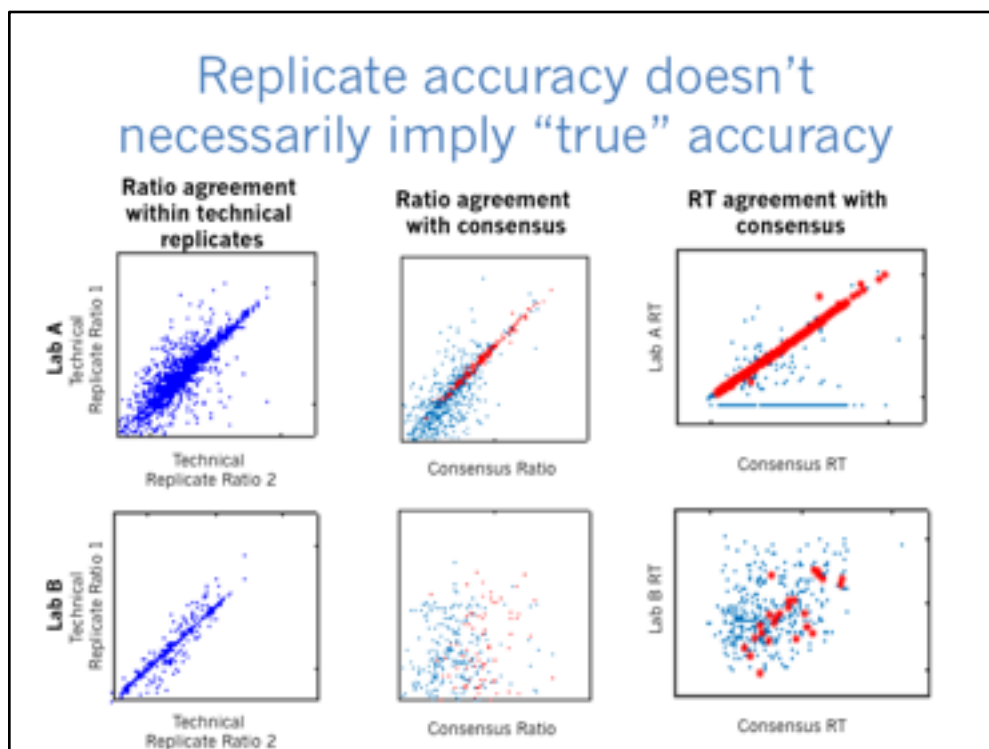 Replicate accuracy doesn't
necessarily imply “true” accuracy
Ratio agreement
within technical
replicates
Ratio agreement
with consensus
RT agreement with
consensus
Lab A
Technical
Replicate Ratio 1
Technical
Replicate Ratio 2
Consensus Ratio
Lab A RT
Consensus RT
Lab B
Technical
Replicate Ratio 1
Technical
Replicate Ratio 2
Consensus Ratio
Lab B RT
Consensus RT